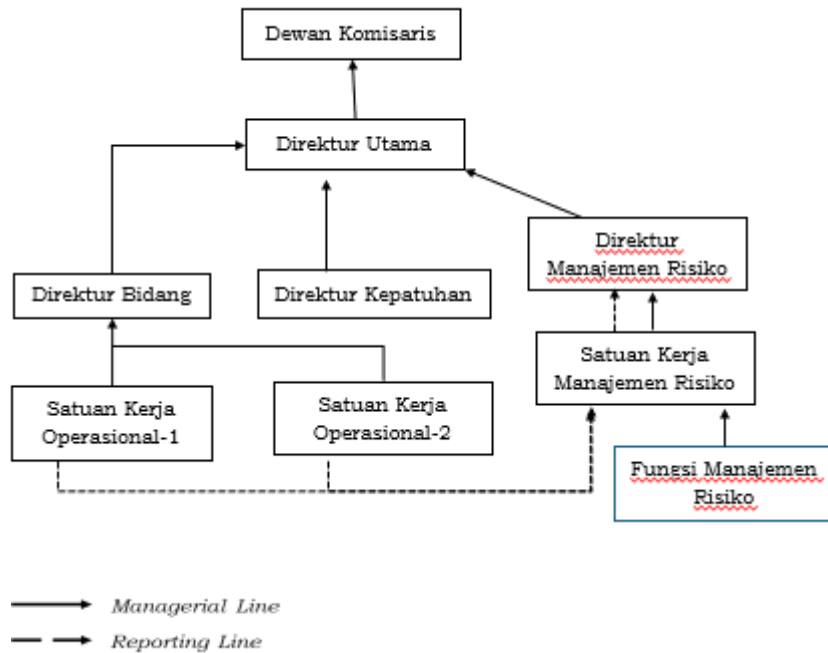 Dewan Komisaris
Direktur Utama
Direktur
Manajemen Risiko
Direktur Bidang
Direktur Kepatuhan
Satuan Kerja
Manajemen Risiko
Satuan Kerja
Operasional-1
Satuan Kerja
Operasional-2
Fungsi Manajemen
Risiko
Managerial Line
Reporting Line